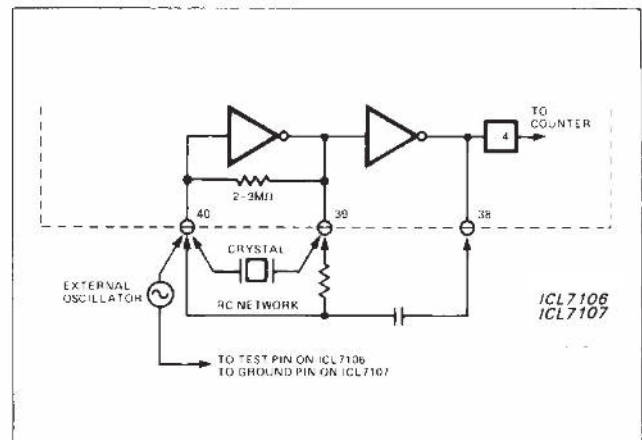 TO
COUNTER
4
2-3MΩ
40
39
38
CRYSTAL
EXTERNAL
OSCILLATOR
RC NETWORK
ICL7106
ICL7107
TO TEST PIN ON ICL7106
TO GROUND PIN ON ICL7107